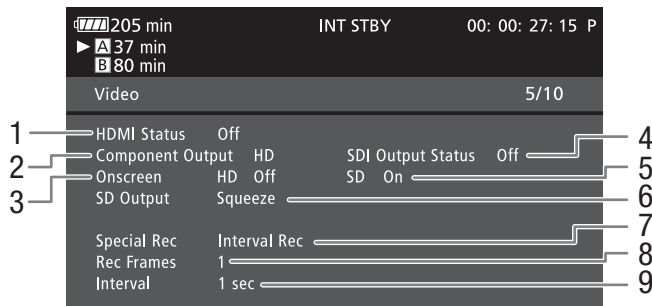 205 min INT STBY 00: 00: 27: 15 P
A 37 min
B 80 min
Video 5/10
1 HDMI Status Off
2 Component Output HD SDI Output Status Off 4
3 Onscreen HD Off SD On 5
SD Output Squeeze 6
Special Rec Interval Rec 7
Rec Frames 1 8
Interval 1 sec 9